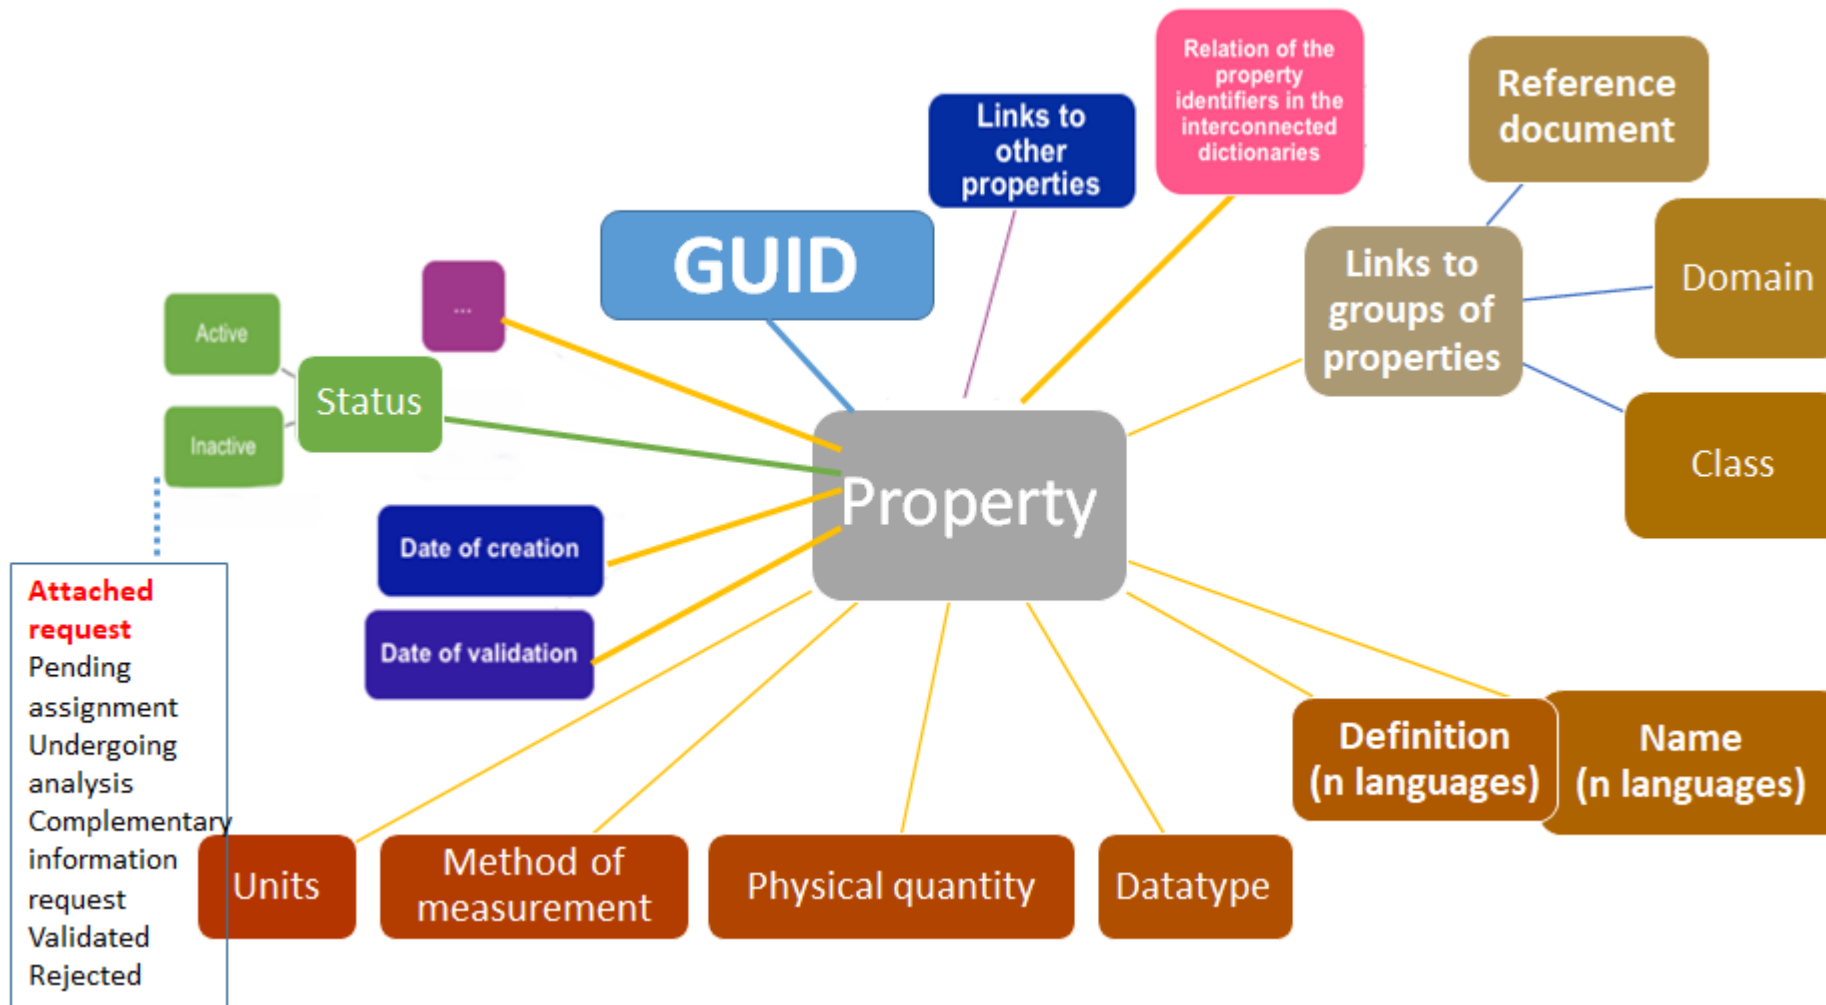 Relation of the
property
identifiers in the
interconnected
dictionaries
Reference
document
Links to
other
properties
GUID
Links to
groups of
properties
Domain
...
Active
Status
Inactive
Class
Property
Date of creation
Date of validation
Attached
request
Pending
assignment
Undergoing
analysis
Complementary
information
request
Validated
Rejected
Definition
(n languages)
Name
(n languages)
Units
Method of
measurement
Physical quantity
Datatype